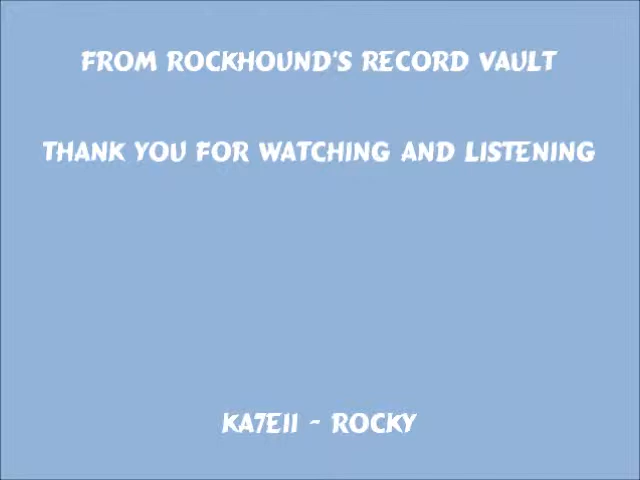 FROM ROCKHOUND'S RECORD VAULT
THANK YOU FOR WATCHING AND LISTENING
KA7EII - ROCKY